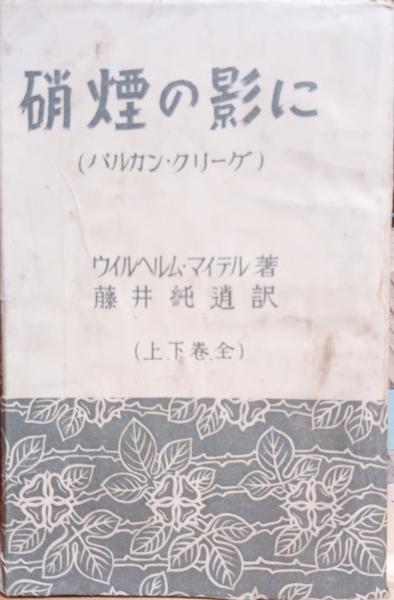 硝煙の影に
(バルカン・クリーゲ)
ウイルヘルム・マイテル著
藤井純逍訳
(上、下巻全)